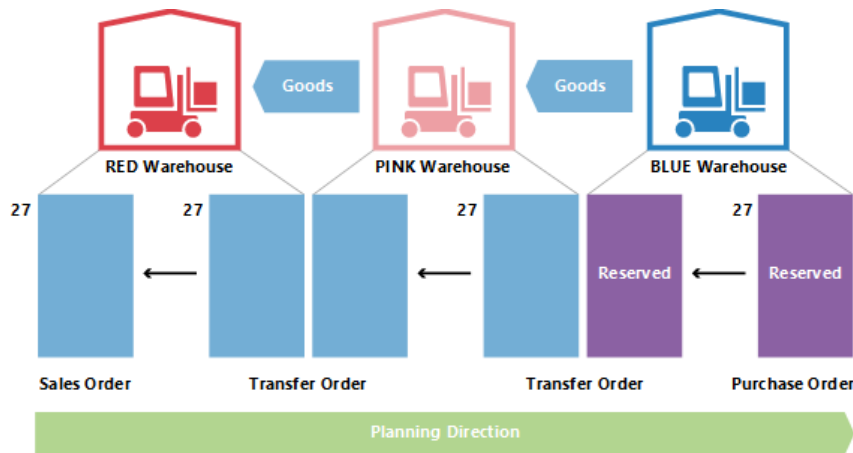 Goods
Goods
RED Warehouse
PINK Warehouse
BLUE Warehouse
27
27
27
27
Reserved
Reserved
Sales Order
Transfer Order
Transfer Order
Purchase Order
Planning Direction